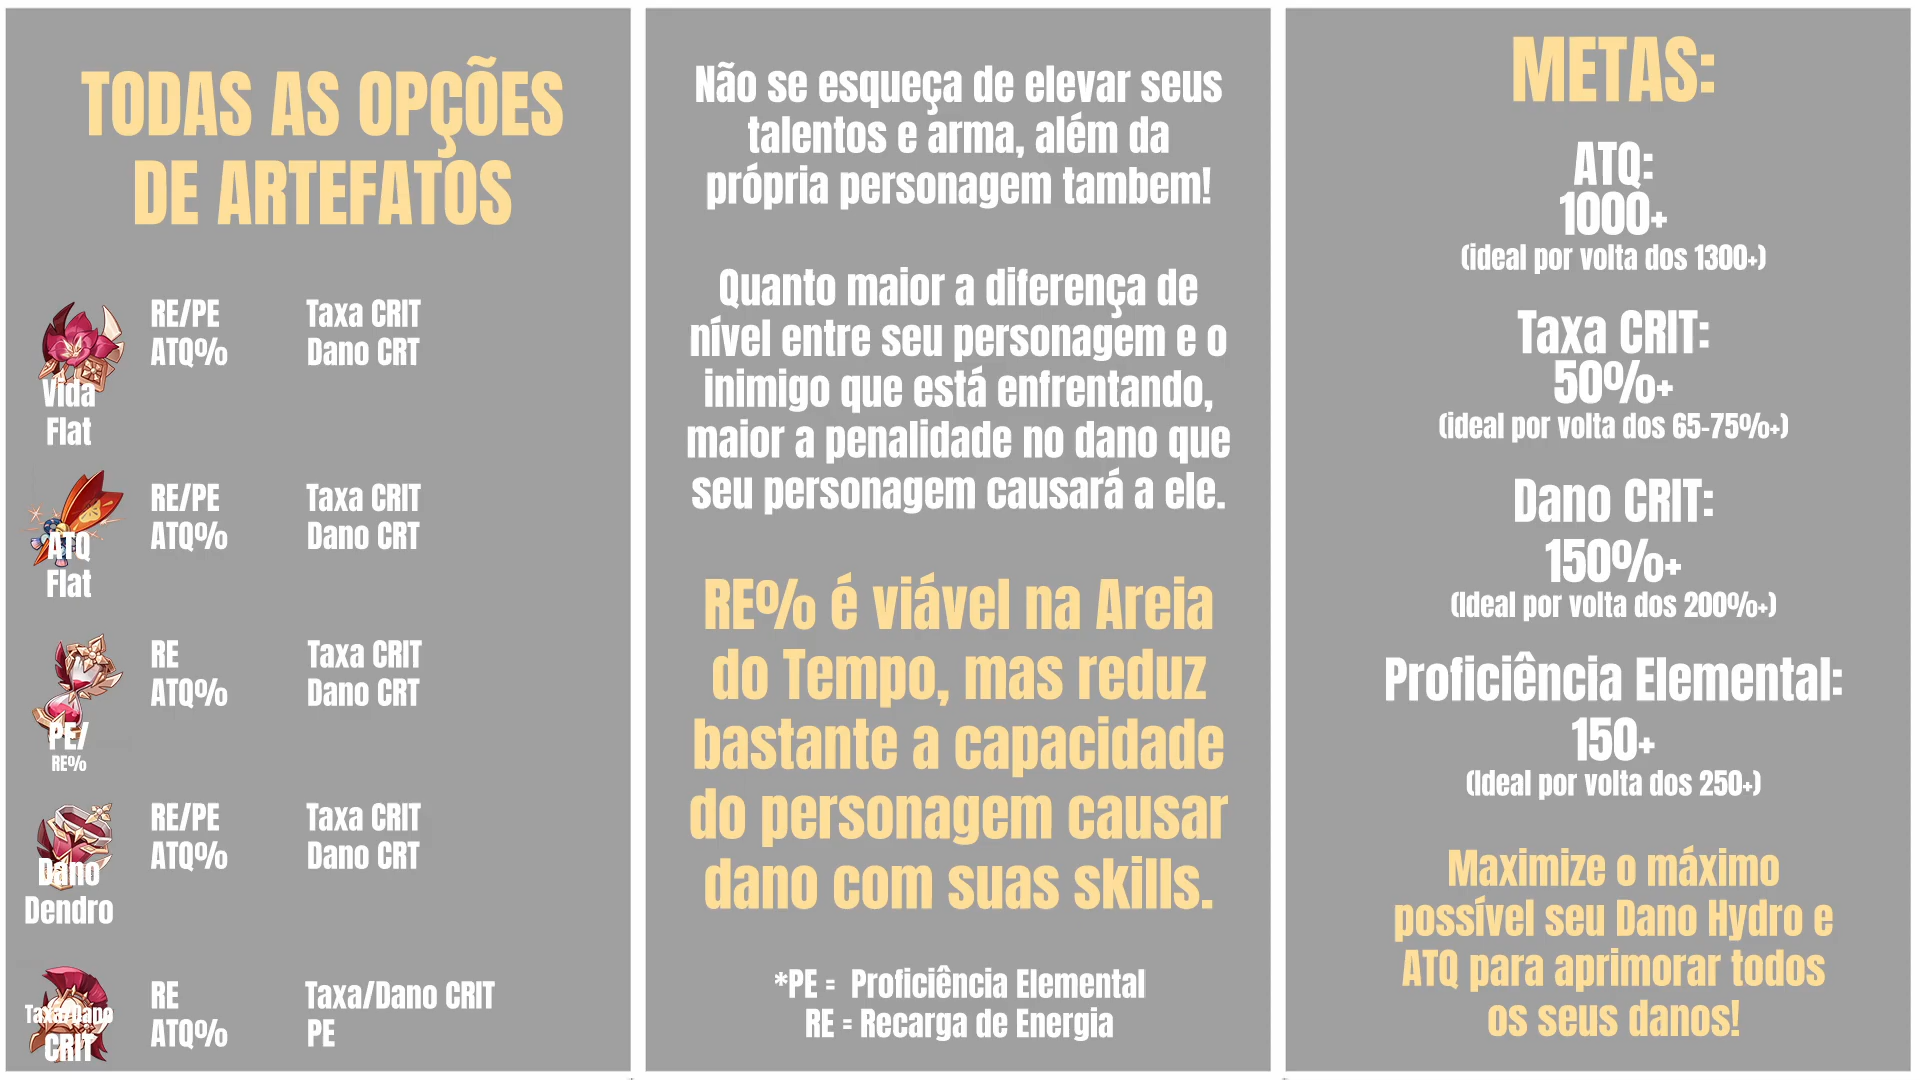 TODAS AS OPÇÕES
DE ARTEFATOS
RE/PE Taxa CRIT
ATQ% Dano CRT
Vida
Flat
RE/PE Taxa CRIT
ATQ% Dano CRT
ATQ
Flat
RE Taxa CRIT
ATQ% Dano CRT
PE/
RE%
RE/PE Taxa CRIT
ATQ% Dano CRT
Dano
Dendro
RE Taxa/Dano CRIT
ATQ% PE
Taxa/Dano
CRIT
Não se esqueça de elevar seus
talentos e arma, além da
própria personagem tambem!
Quanto maior a diferença de
nível entre seu personagem e o
inimigo que está enfrentando,
maior a penalidade no dano que
seu personagem causará a ele.
RE% é viável na Areia
do Tempo, mas reduz
bastante a capacidade
do personagem causar
dano com suas skills.
*PE = Proficiência Elemental
RE = Recarga de Energia
METAS:
ATQ:
1000+
(ideal por volta dos 1300+)
Taxa CRIT:
50%+
(ideal por volta dos 65-75%+)
Dano CRIT:
150%+
(Ideal por volta dos 200%+)
Proficiência Elemental:
150+
(Ideal por volta dos 250+)
Maximize o máximo
possível seu Dano Hydro e
ATQ para aprimorar todos
os seus danos!